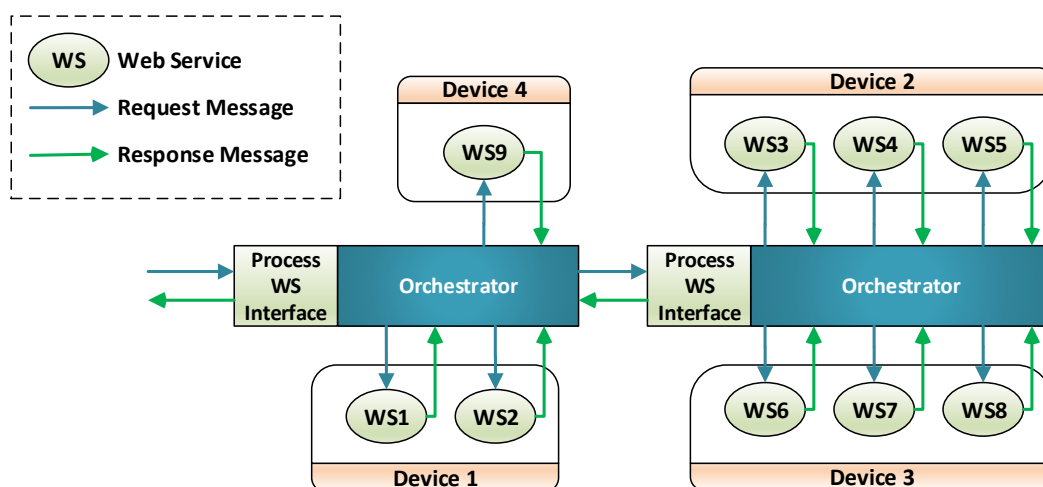 WS Web Service
Request Message
Response Message
Device 4
WS9
Device 2
WS3 WS4 WS5
Process
WS
Interface
Orchestrator
Process
WS
Interface
Orchestrator
WS1 WS2
Device 1
WS6 WS7 WS8
Device 3